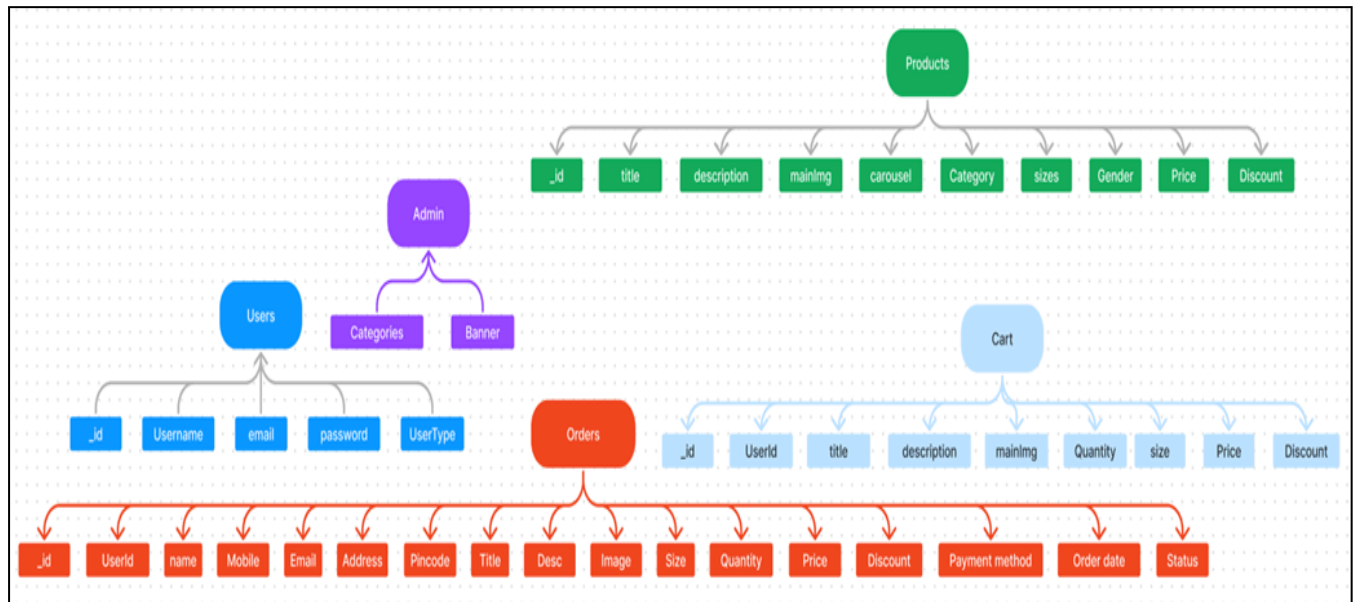 Products
_id title description mainImg carousel Category sizes Gender Price Discount
Admin
Categories Banner
Users
_id Username email password UserType
Cart
_id UserId title description mainImg Quantity size Price Discount
Orders
_id UserId name Mobile Email Address Pincode Title Desc Image Size Quantity Price Discount Payment method Order date Status